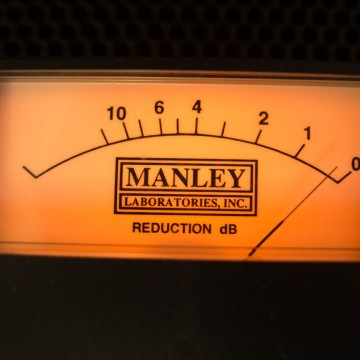 10 6 4 2 1 0
MANLEY
LABORATORIES, INC.
REDUCTION dB